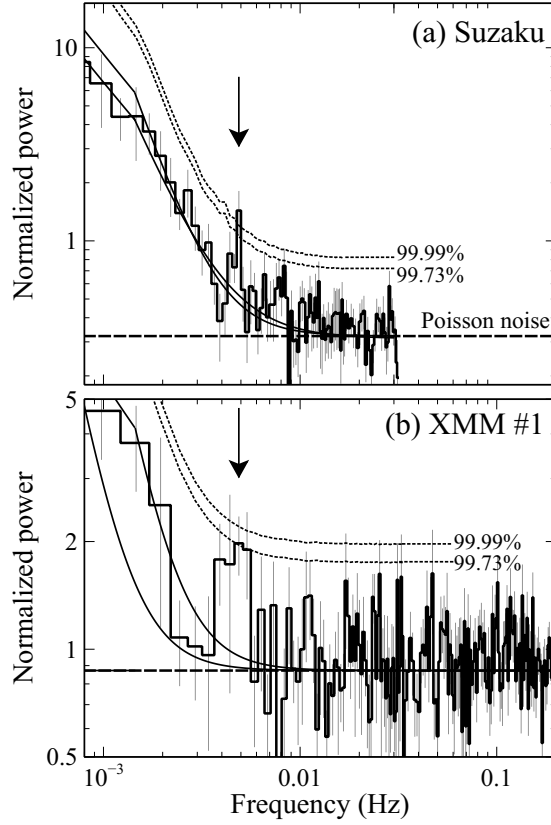 (a) Suzaku
10
Normalized power
1
99.99%
99.73%
Poisson noise
(b) XMM #1
5
Normalized power
2
99.99%
99.73%
1
0.5
10⁻³
0.01
0.1
Frequency (Hz)